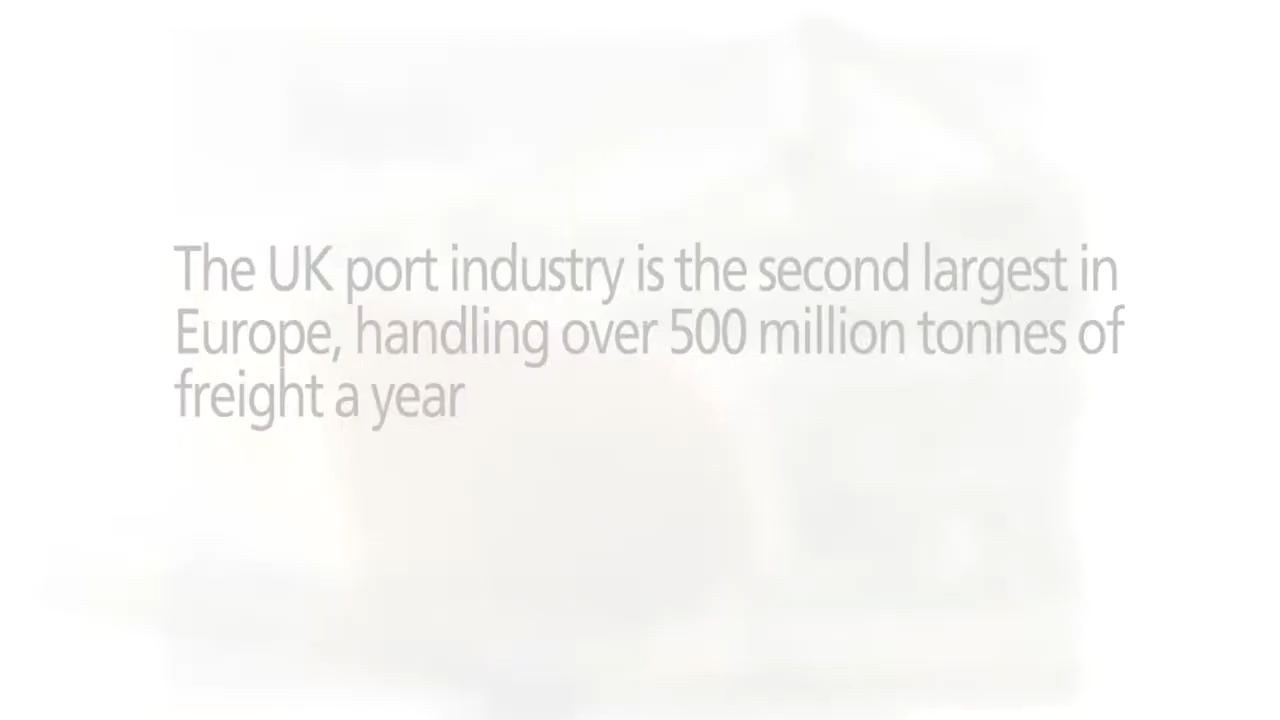 The UK port industry is the second largest in
Europe, handling over 500 million tonnes of
freight a year